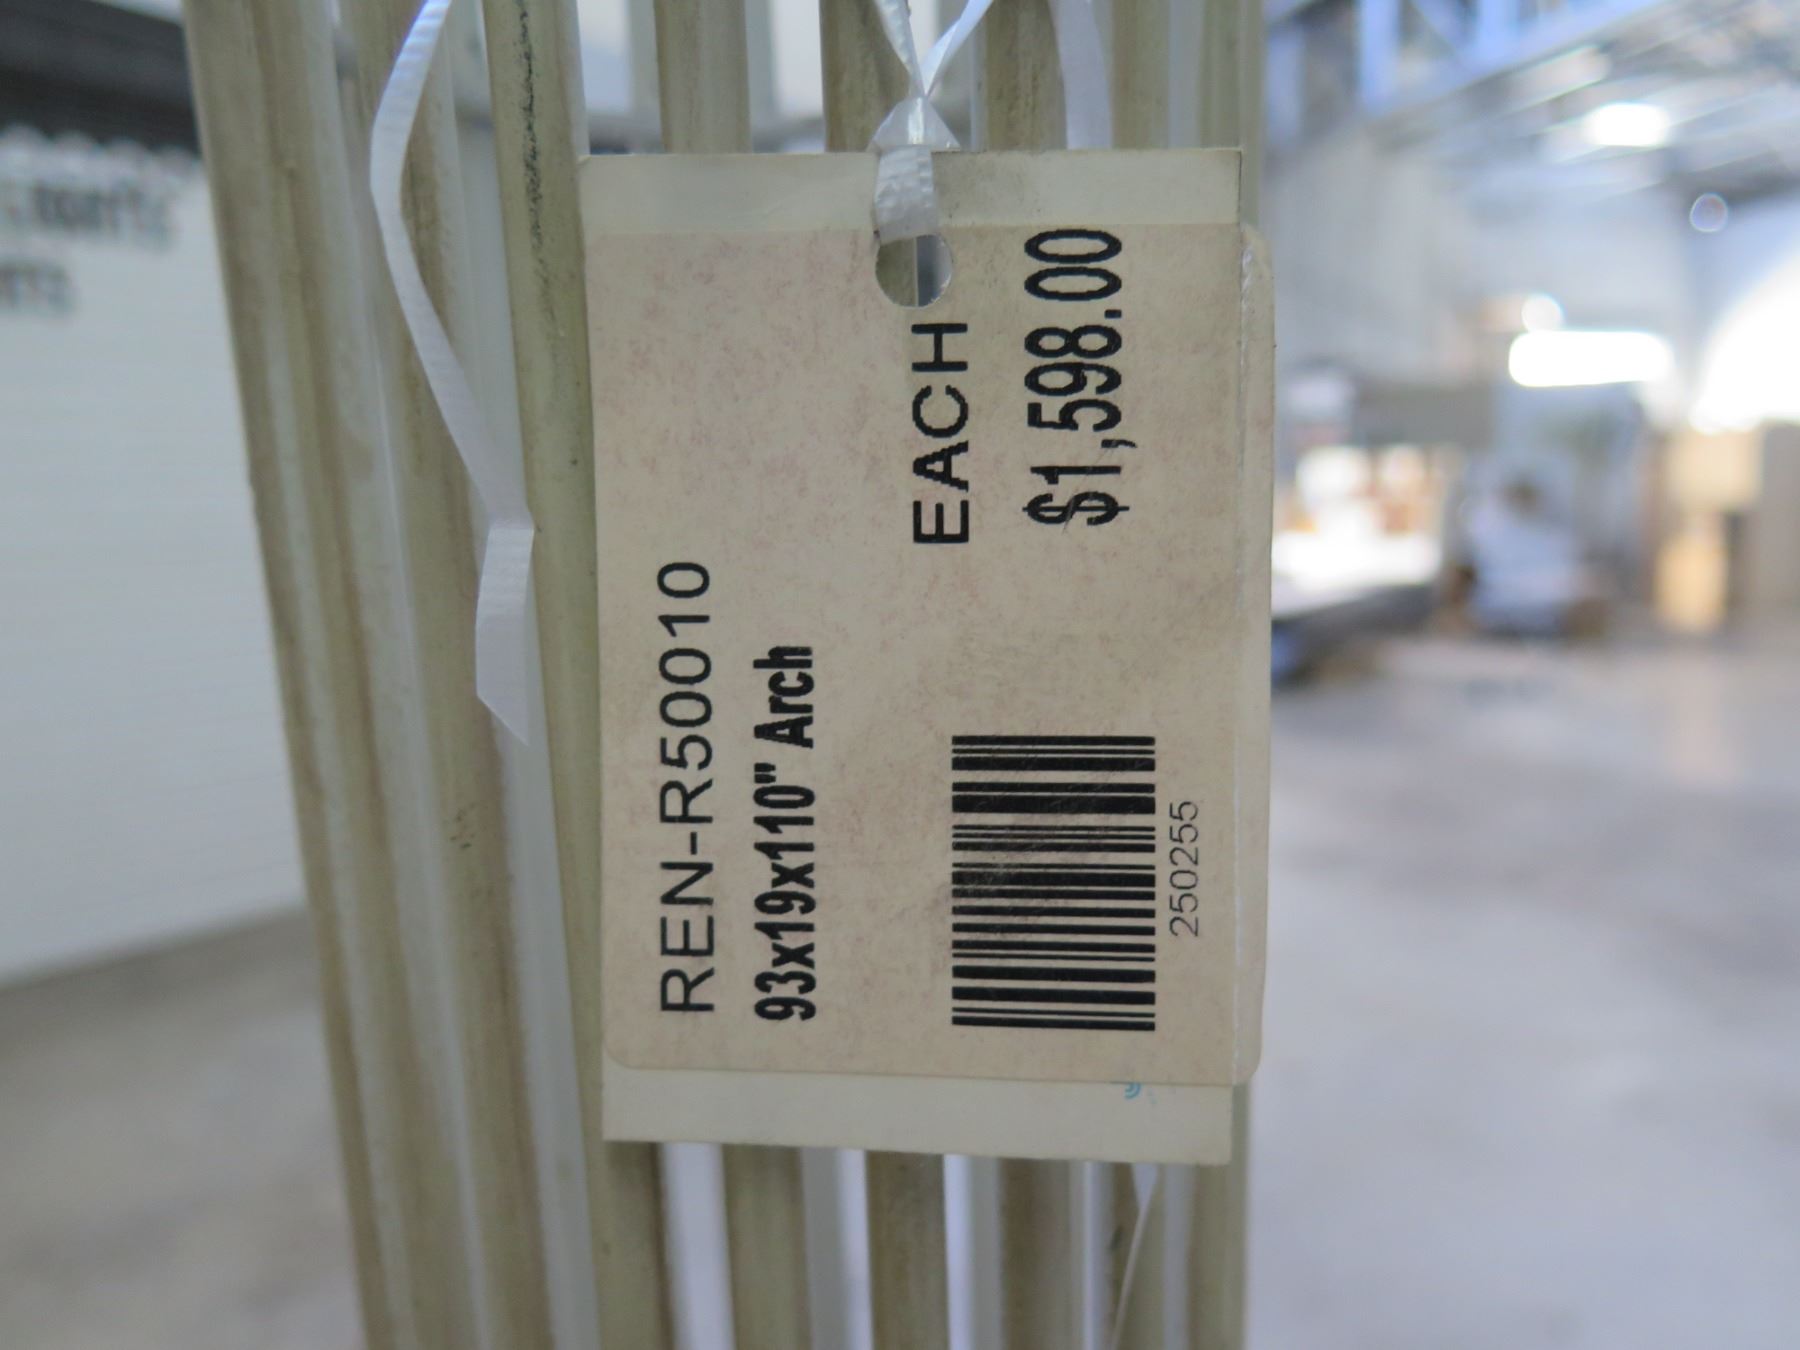 REN-R50010
93x19x110" Arch
EACH
$1,598.00
250255